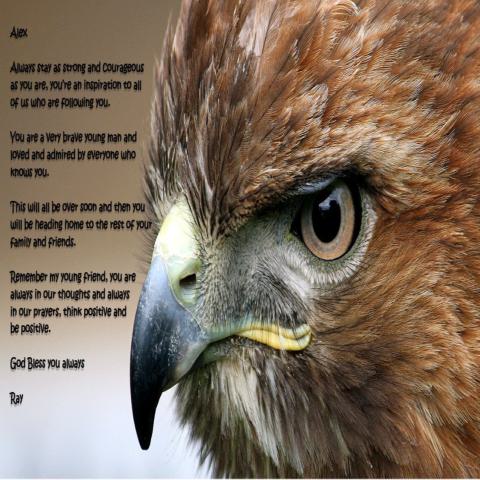 Alex
Always stay as strong and courageous
as you are, you're an inspiration to all
of us who are following you.
You are a very brave young man and
loved and admired by everyone who
knows you.
This will all be over soon and then you
will be heading home to the rest of your
family and friends.
Remember my young friend, you are
always in our thoughts and always
in our prayers, think positive and
be positive.
God Bless you always
Ray